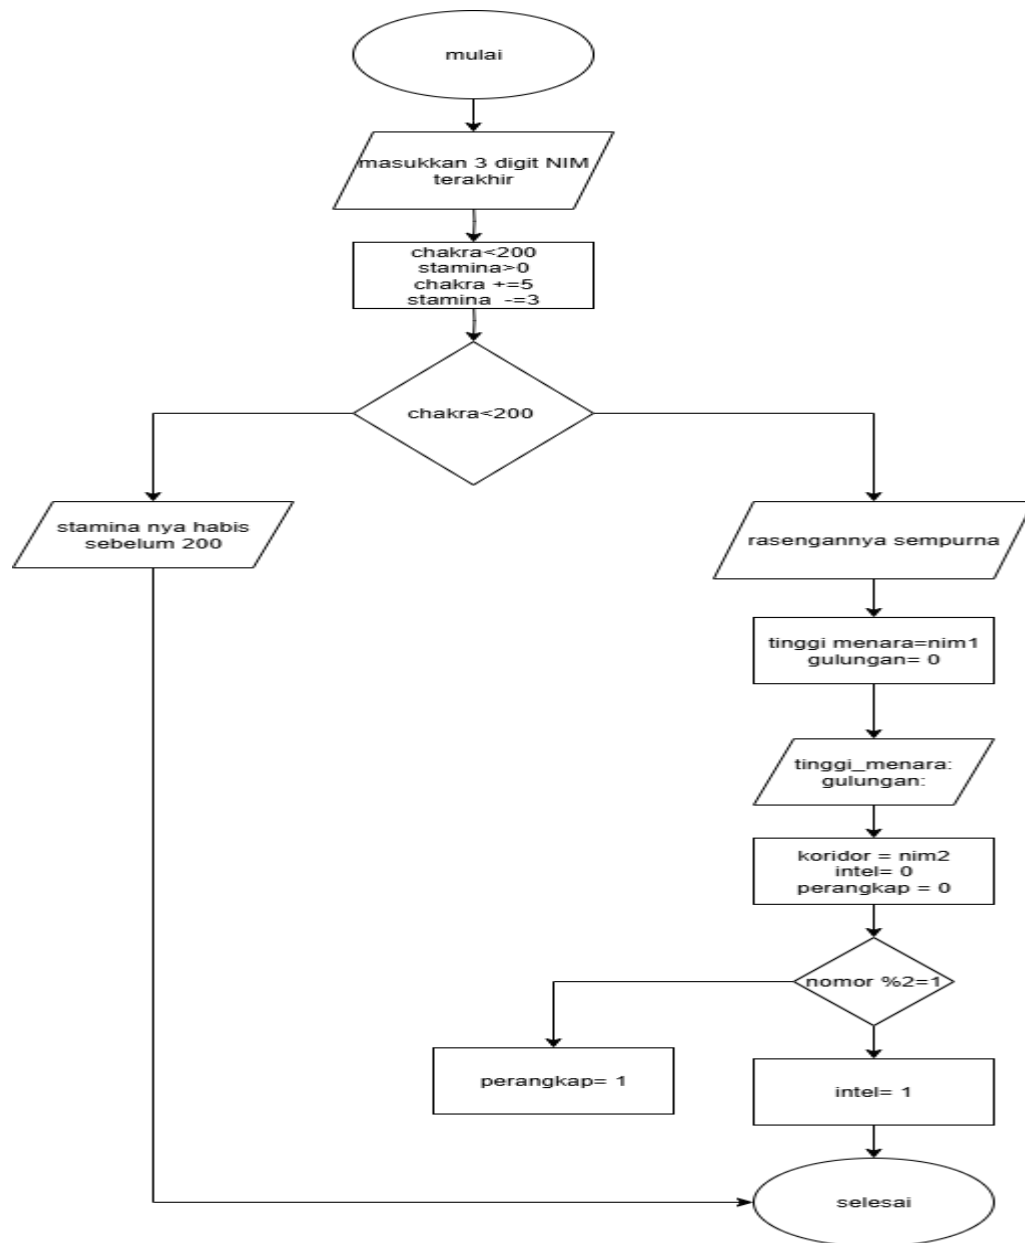 mulai
masukkan 3 digit NIM
terakhir
chakra<200
stamina>0
chakra +=5
stamina -=3
chakra<200
stamina nya habis
sebelum 200
rasengannya sempurna
tinggi menara=nim1
gulungan= 0
tinggi_menara:
gulungan:
koridor = nim2
intel= 0
perangkap = 0
nomor %2=1
perangkap= 1
intel= 1
selesai